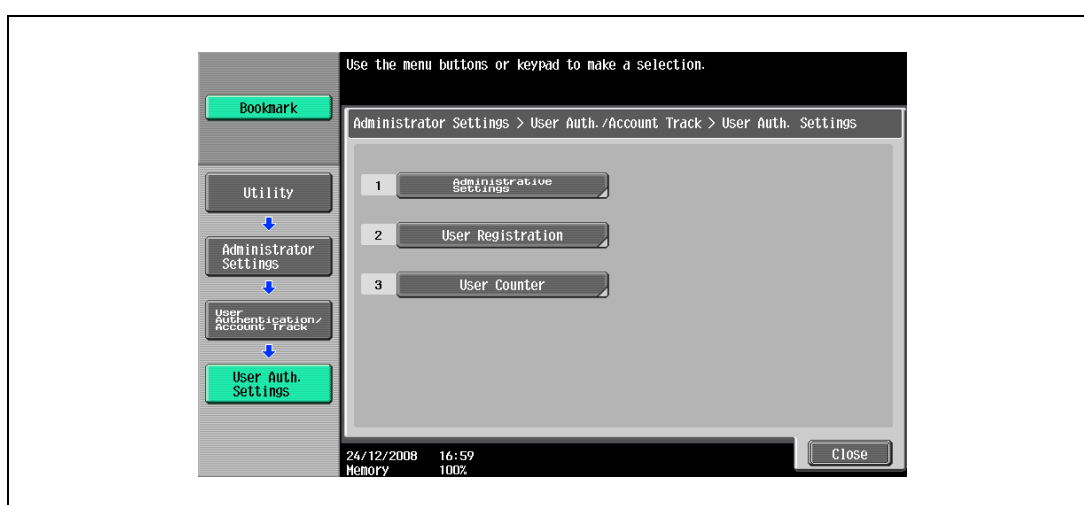 Use the menu buttons or keypad to make a selection.
Bookmark
Administrator Settings > User Auth./Account Track > User Auth. Settings
Utility
Administrator
Settings
User
Authentication/
Account Track
User Auth.
Settings
1 Administrative
Settings
2 User Registration
3 User Counter
24/12/2008 16:59
Memory 100%
Close